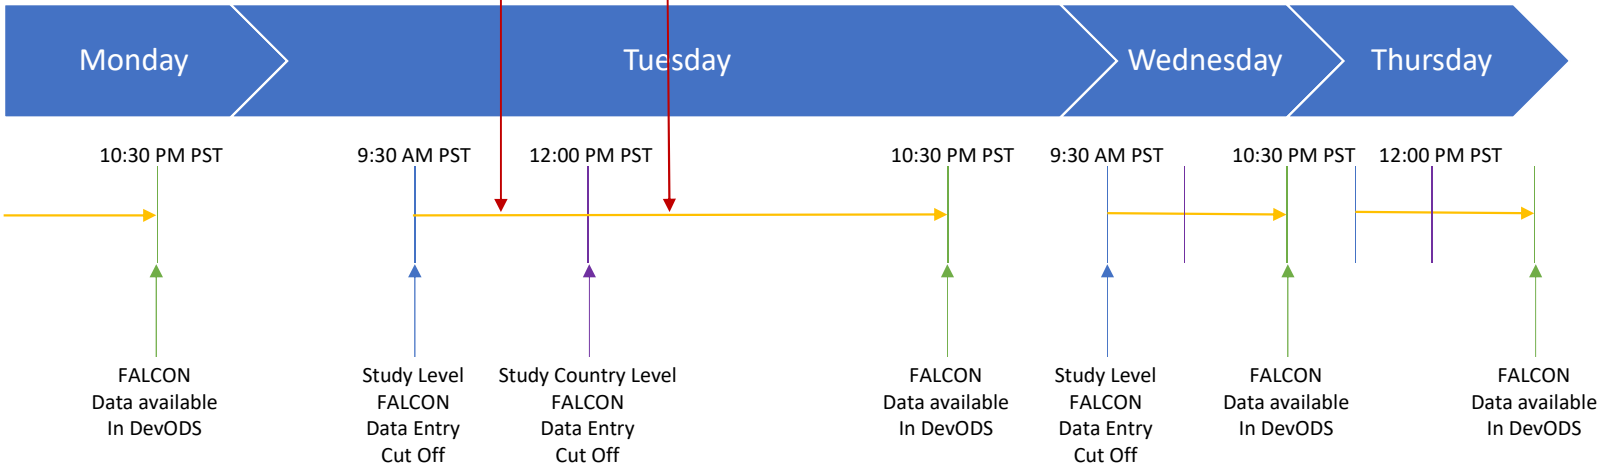 Monday
Tuesday
Wednesday
Thursday
10:30 PM PST
9:30 AM PST
12:00 PM PST
10:30 PM PST
9:30 AM PST
10:30 PM PST
12:00 PM PST
FALCON
Data available
In DevODS
Study Level
FALCON
Data Entry
Cut Off
Study Country Level
FALCON
Data Entry
Cut Off
FALCON
Data available
In DevODS
Study Level
FALCON
Data Entry
Cut Off
FALCON
Data available
In DevODS
FALCON
Data available
In DevODS